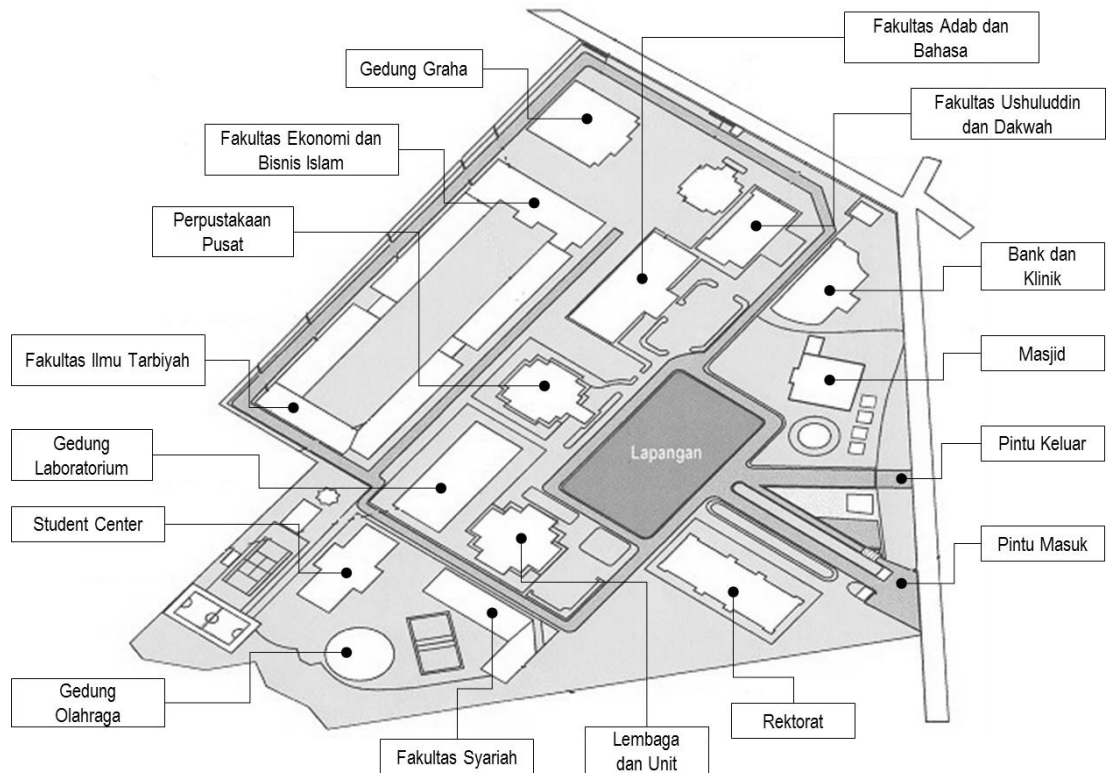 Fakultas Adab dan
Bahasa
Gedung Graha
Fakultas Ushuluddin
dan Dakwah
Fakultas Ekonomi dan
Bisnis Islam
Perpustakaan
Pusat
Bank dan
Klinik
Fakultas Ilmu Tarbiyah
Masjid
Gedung
Laboratorium
Lapangan
Pintu Keluar
Student Center
Pintu Masuk
Gedung
Olahraga
Rektorat
Fakultas Syariah
Lembaga
dan Unit